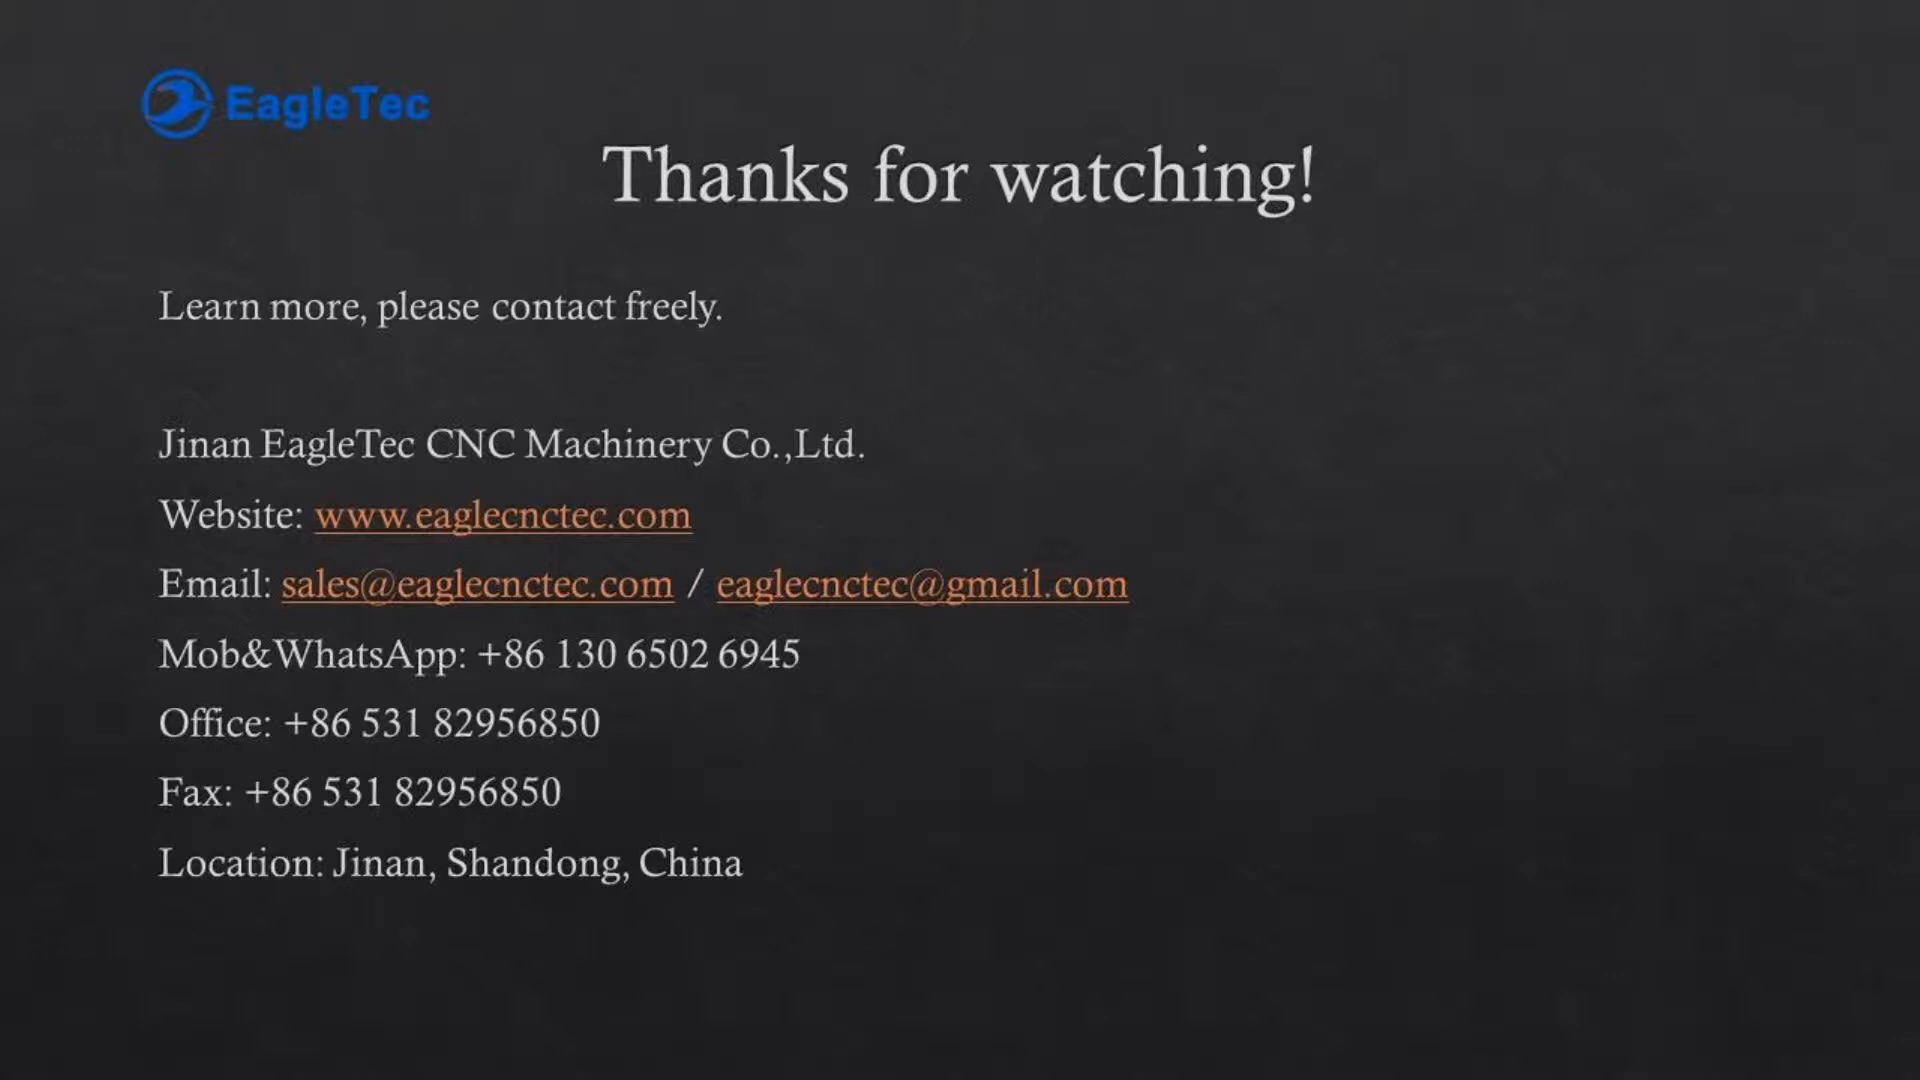 EagleTec
Thanks for watching!
Learn more, please contact freely.
Jinan EagleTec CNC Machinery Co.,Ltd.
Website: www.eaglecnctec.com
Email: sales@eaglecnctec.com / eaglecnctec@gmail.com
Mob&WhatsApp: +86 130 6502 6945
Office: +86 531 82956850
Fax: +86 531 82956850
Location: Jinan, Shandong, China